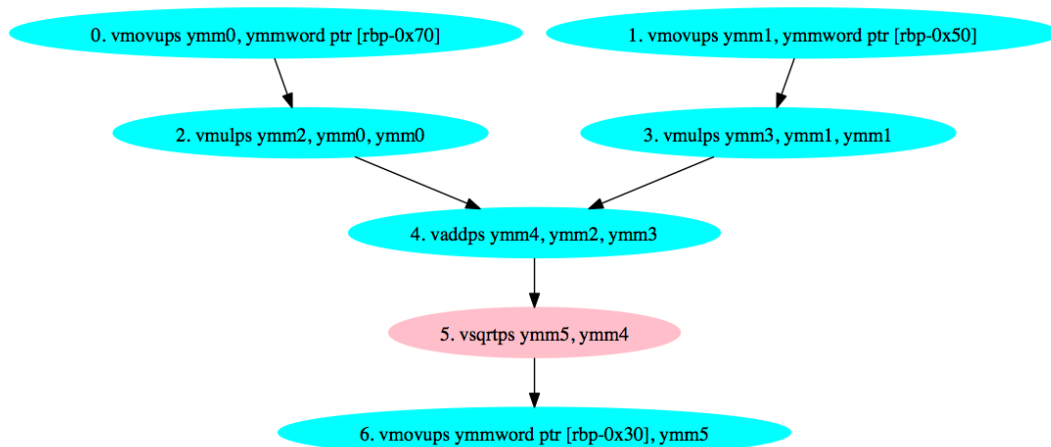 0. vmovups ymm0, ymmword ptr [rbp-0x70]
1. vmovups ymm1, ymmword ptr [rbp-0x50]
2. vmulps ymm2, ymm0, ymm0
3. vmulps ymm3, ymm1, ymm1
4. vaddps ymm4, ymm2, ymm3
5. vsqrtps ymm5, ymm4
6. vmovups ymmword ptr [rbp-0x30], ymm5